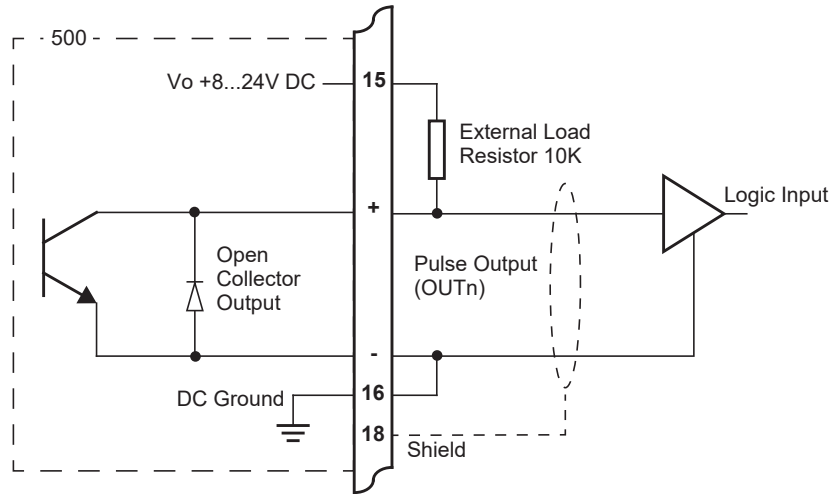 500
Vo +8...24V DC
15
External Load
Resistor 10K
+
Logic Input
Open
Collector
Output
Pulse Output
(OUTn)
-
DC Ground
16
18
Shield